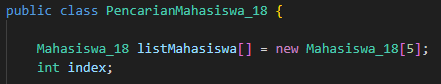 public class PencarianMahasiswa_18 {
Mahasiswa_18 listMahasiswa[] = new Mahasiswa_18[5];
int index;